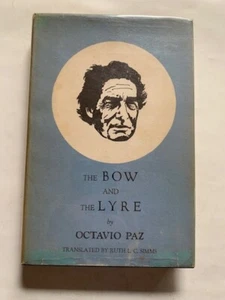 THE BOW
AND
THE LYRE
by
OCTAVIO PAZ
TRANSLATED BY RUTH L. C. SIMMS